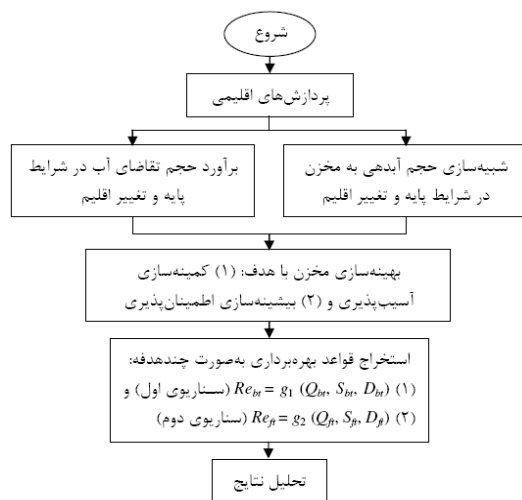 شروع
پردازش‌های اقلیمی
شبیه‌سازی حجم آبدهی به مخزن
در شرایط پایه و تغییر اقلیم
برآورد حجم تقاضای آب در شرایط
پایه و تغییر اقلیم
بهینه‌سازی مخزن با هدف: (۱) کمینه‌سازی
آسیب‌پذیری و (۲) بیشینه‌سازی اطمینان‌پذیری
استخراج قواعد بهره‌برداری به‌صورت چندهدفه:
(۱) Re_bt = g_1 (Q_bt, S_bt, D_bt) (سناریوی اول) و
(۲) Re_ft = g_2 (Q_ft, S_ft, D_ft) (سناریوی دوم)
تحلیل نتایج